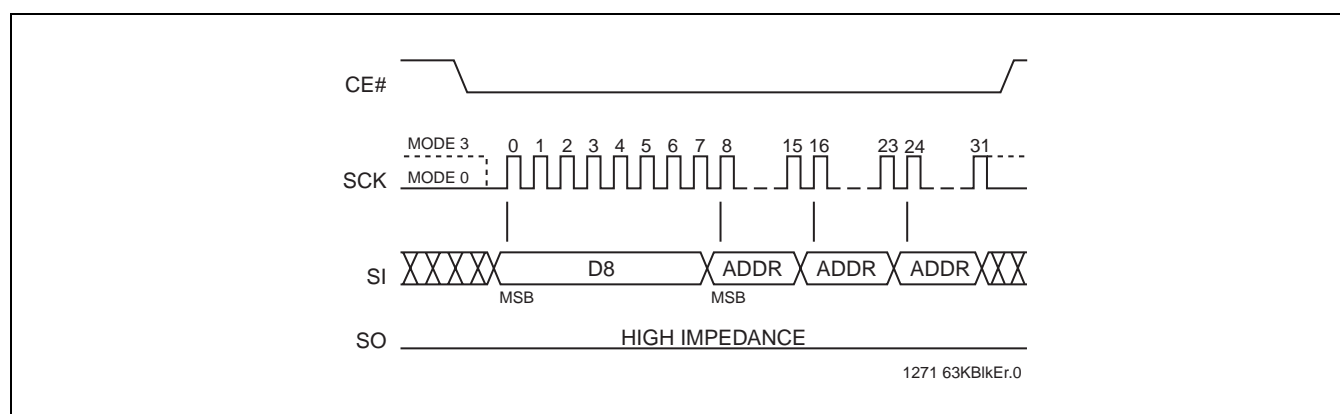 CE#
MODE 3 0 1 2 3 4 5 6 7 8 15 16 23 24 31
SCK MODE 0
SI D8 ADDR ADDR ADDR
MSB MSB
SO HIGH IMPEDANCE
1271 63KBlkEr.0